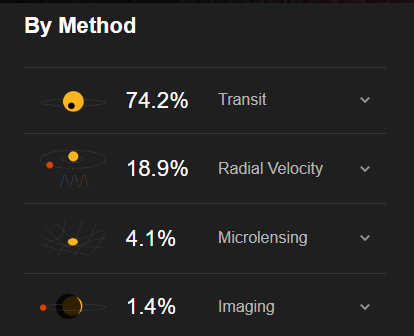 By Method
74.2% Transit
18.9% Radial Velocity
4.1% Microlensing
1.4% Imaging